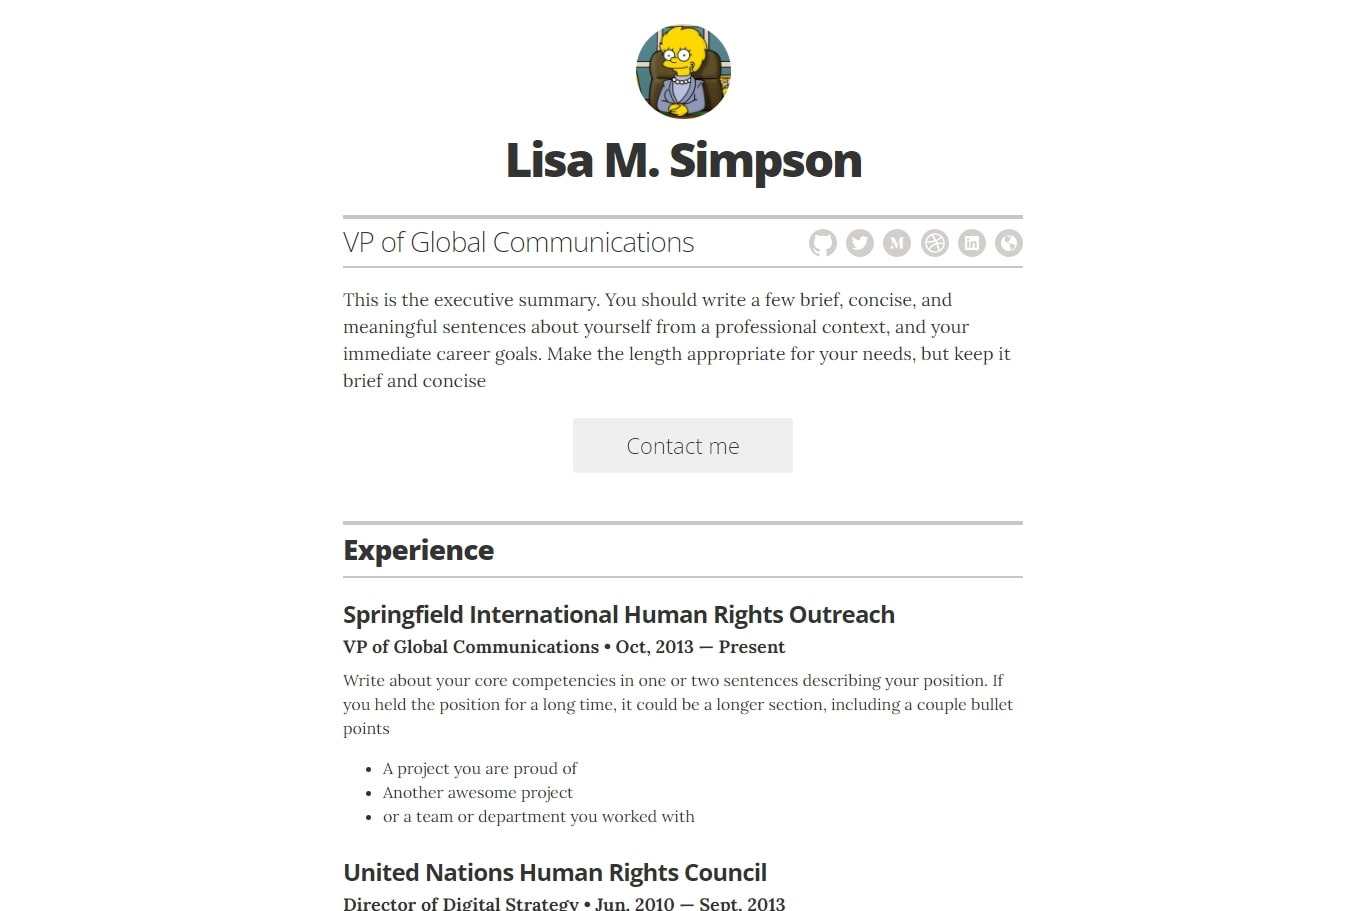 Lisa M. Simpson
VP of Global Communications
This is the executive summary. You should write a few brief, concise, and
meaningful sentences about yourself from a professional context, and your
immediate career goals. Make the length appropriate for your needs, but keep it
brief and concise
Contact me
Experience
Springfield International Human Rights Outreach
VP of Global Communications • Oct, 2013 — Present
Write about your core competencies in one or two sentences describing your position. If
you held the position for a long time, it could be a longer section, including a couple bullet
points
• A project you are proud of
• Another awesome project
• or a team or department you worked with
United Nations Human Rights Council
Director of Digital Strategy • Jun, 2010 — Sept, 2013